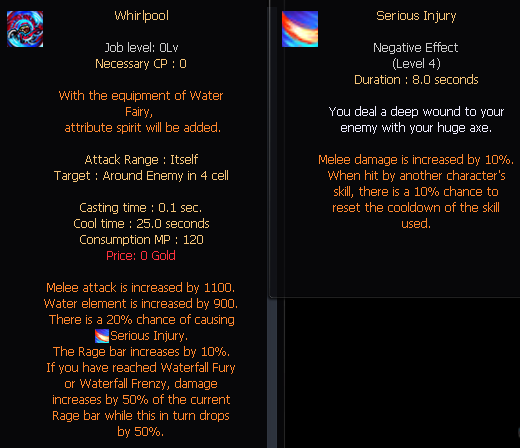 Whirlpool
Job level: 0Lv
Necessary CP : 0
With the equipment of Water
Fairy,
attribute spirit will be added.
Attack Range : Itself
Target : Around Enemy in 4 cell
Casting time : 0.1 sec.
Cool time : 25.0 seconds
Consumption MP : 120
Price: 0 Gold
Melee attack is increased by 1100.
Water element is increased by 900.
There is a 20% chance of causing
Serious Injury.
The Rage bar increases by 10%.
If you have reached Waterfall Fury
or Waterfall Frenzy, damage
increases by 50% of the current
Rage bar while this in turn drops
by 50%.
Serious Injury
Negative Effect
(Level 4)
Duration : 8.0 seconds
You deal a deep wound to your
enemy with your huge axe.
Melee damage is increased by 10%.
When hit by another character's
skill, there is a 10% chance to
reset the cooldown of the skill
used.